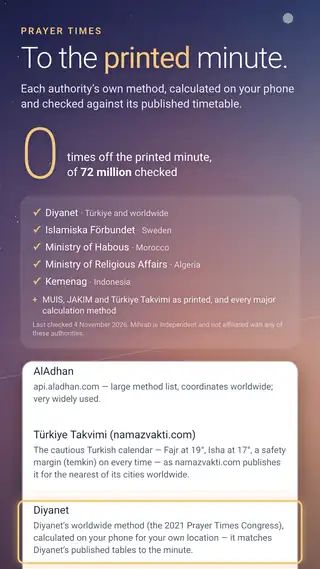 PRAYER TIMES
To the printed minute.
Each authority's own method, calculated on your phone
and checked against its published timetable.
0 times off the printed minute,
of 72 million checked
✓ Diyanet · Türkiye and worldwide
✓ Islamiska Förbundet · Sweden
✓ Ministry of Habous · Morocco
✓ Ministry of Religious Affairs · Algeria
✓ Kemenag · Indonesia
+ MUIS, JAKIM and Türkiye Takvimi as printed, and every major
calculation method
Last checked 4 November 2026. Mihrab is independent and not affiliated with any of
these authorities.
AlAdhan
api.aladhan.com — large method list, coordinates worldwide;
very widely used.
Türkiye Takvimi (namazvakti.com)
The cautious Turkish calendar — Fajr at 19°, Isha at 17°, a safety
margin (temkin) on every time — as namazvakti.com publishes
it for the nearest of its cities worldwide.
Diyanet
Diyanet's worldwide method (the 2021 Prayer Times Congress),
calculated on your phone for your own location — it matches
Diyanet's published tables to the minute.